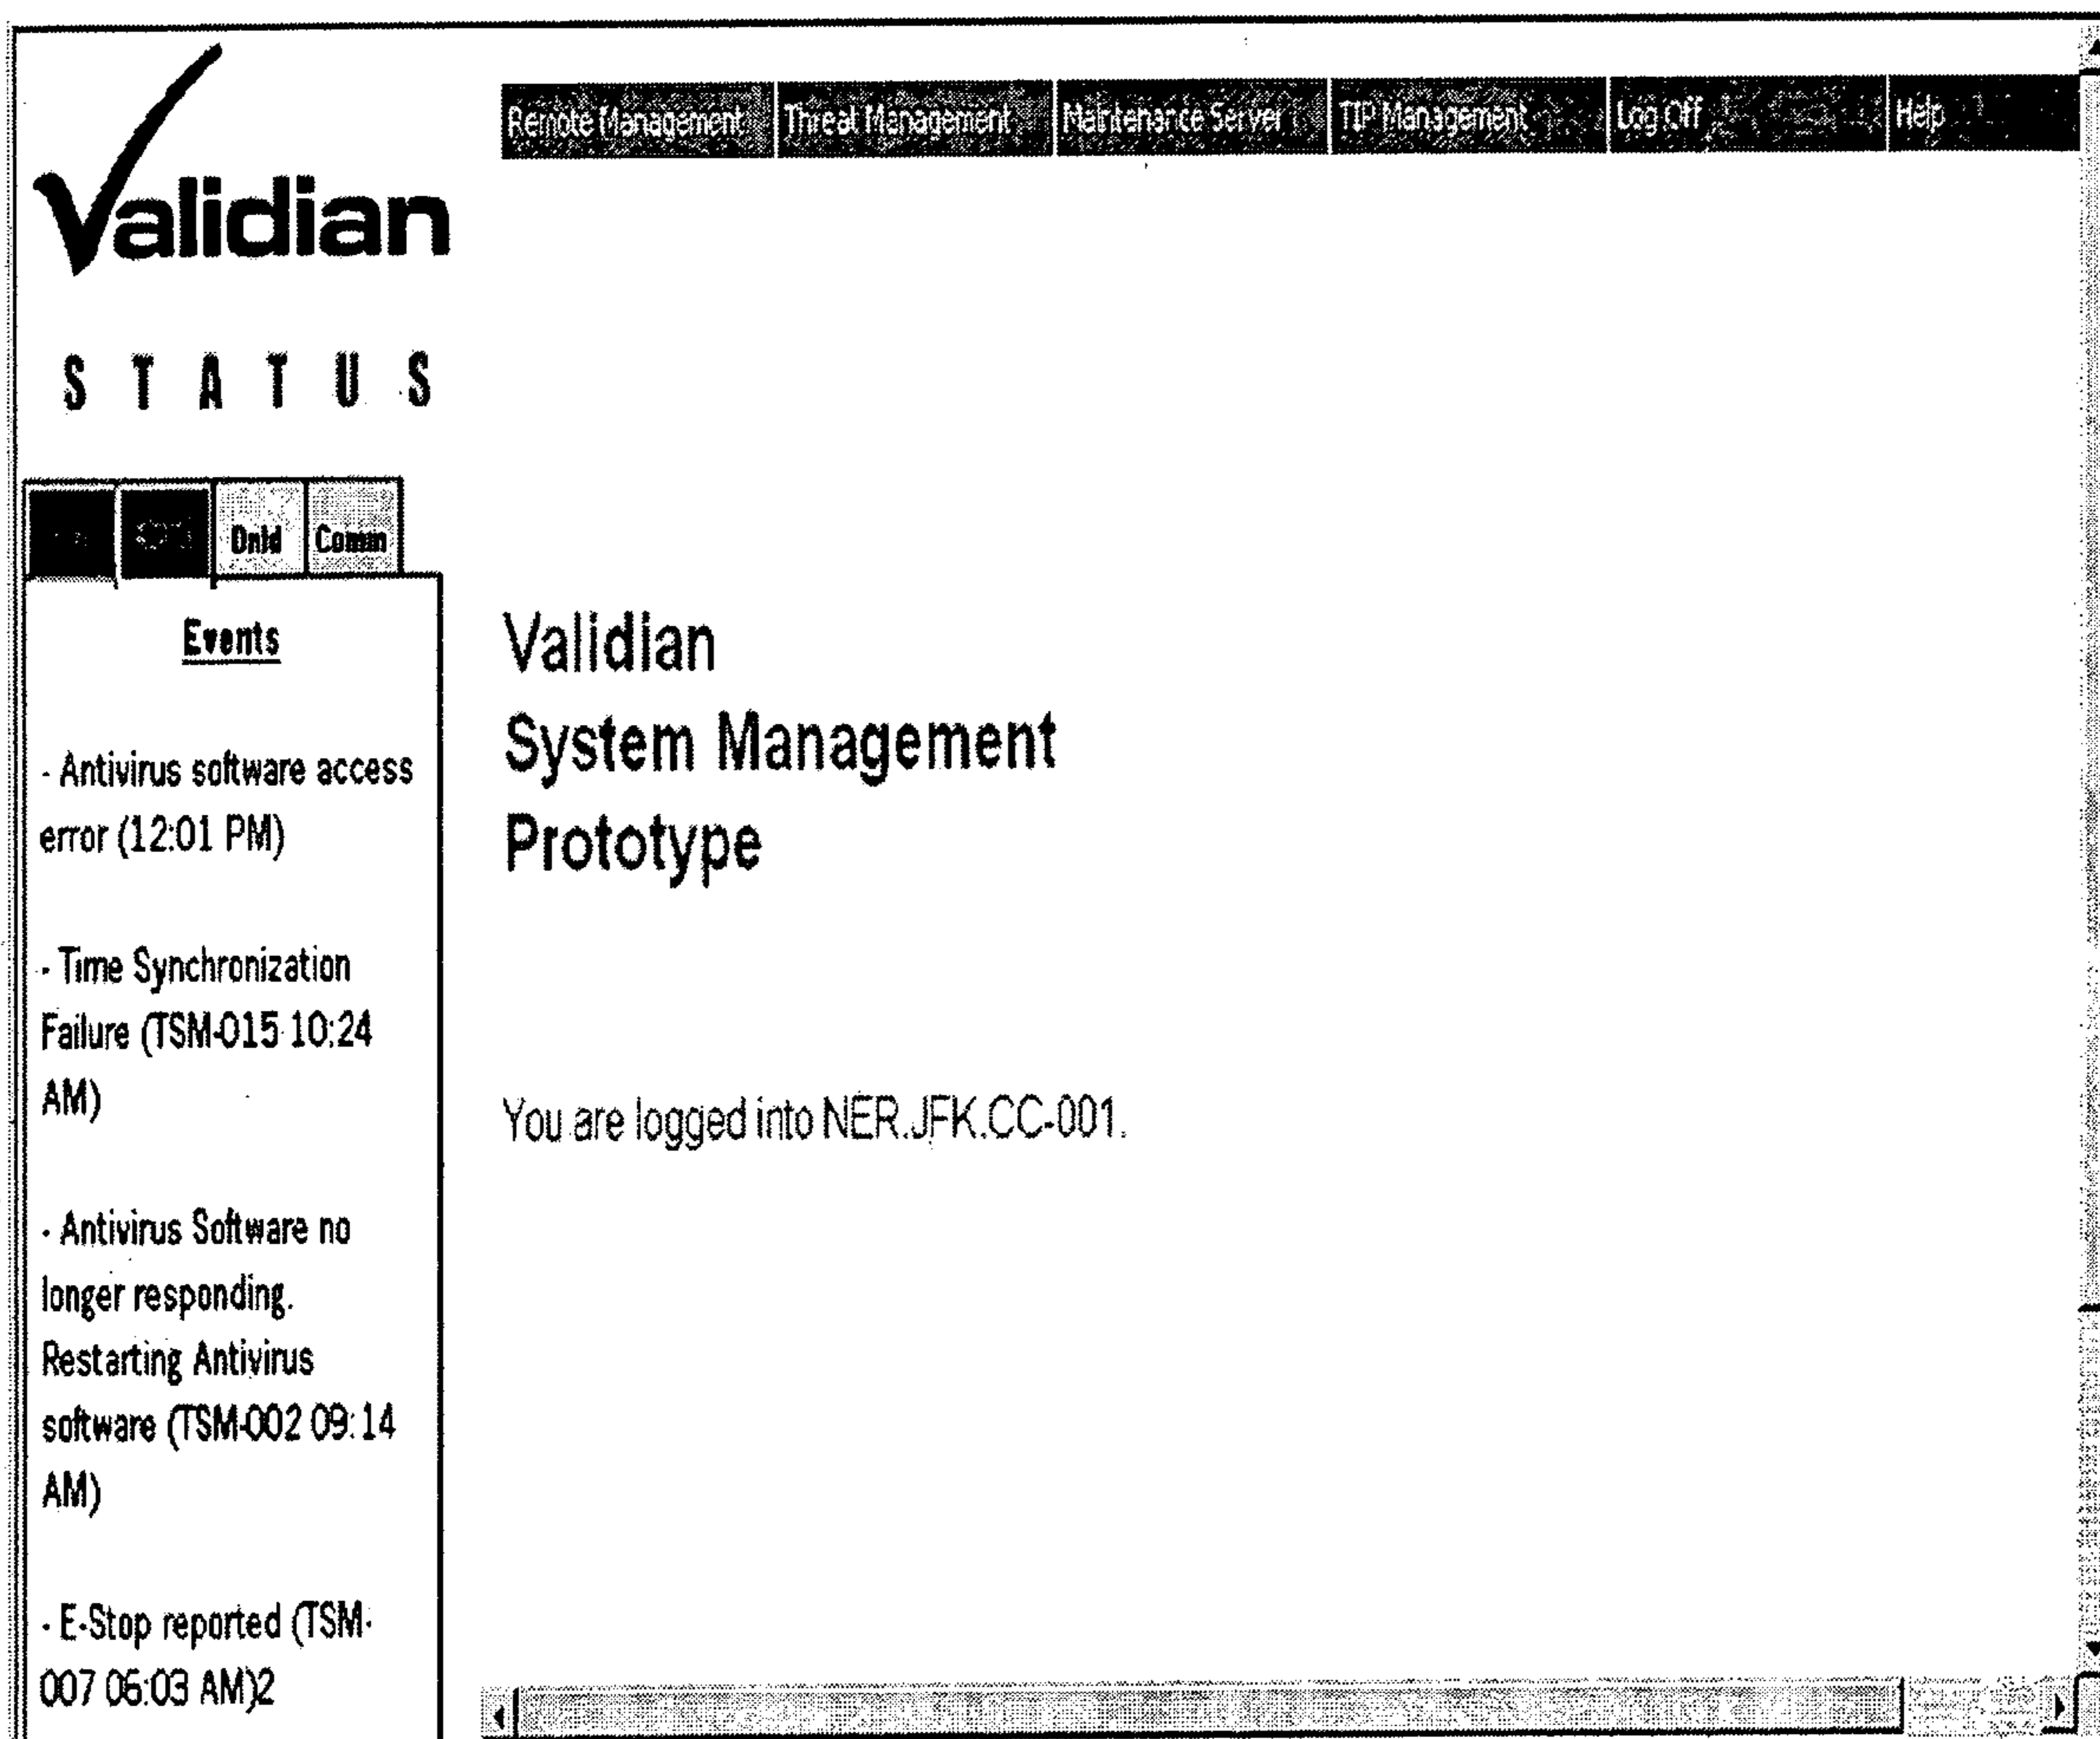 Validian
Remote Management Threat Management Maintenance Server TIP Management Log Off Help
STATUS
Dnld Comm
Events
- Antivirus software access
error (12:01 PM)
- Time Synchronization
Failure (TSM-015 10:24
AM)
- Antivirus Software no
longer responding.
Restarting Antivirus
software (TSM-002 09:14
AM)
- E-Stop reported (TSM-
007 06:03 AM)2
Validian
System Management
Prototype
You are logged into NER.JFK.CC-001.